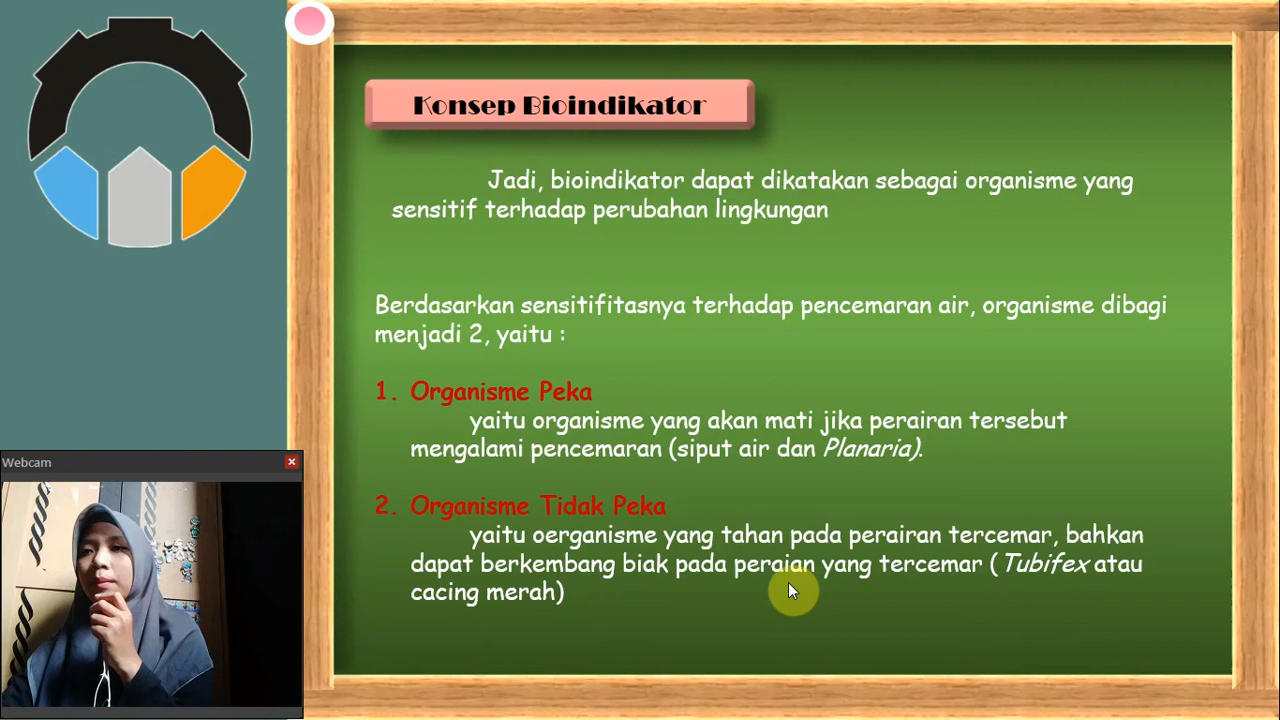 Konsep Bioindikator
Jadi, bioindikator dapat dikatakan sebagai organisme yang
sensitif terhadap perubahan lingkungan
Berdasarkan sensitifitasnya terhadap pencemaran air, organisme dibagi
menjadi 2, yaitu :
1. Organisme Peka
yaitu organisme yang akan mati jika perairan tersebut
mengalami pencemaran (siput air dan Planaria).
2. Organisme Tidak Peka
yaitu oerganisme yang tahan pada perairan tercemar, bahkan
dapat berkembang biak pada peraian yang tercemar ( Tubifex atau
cacing merah)
Webcam